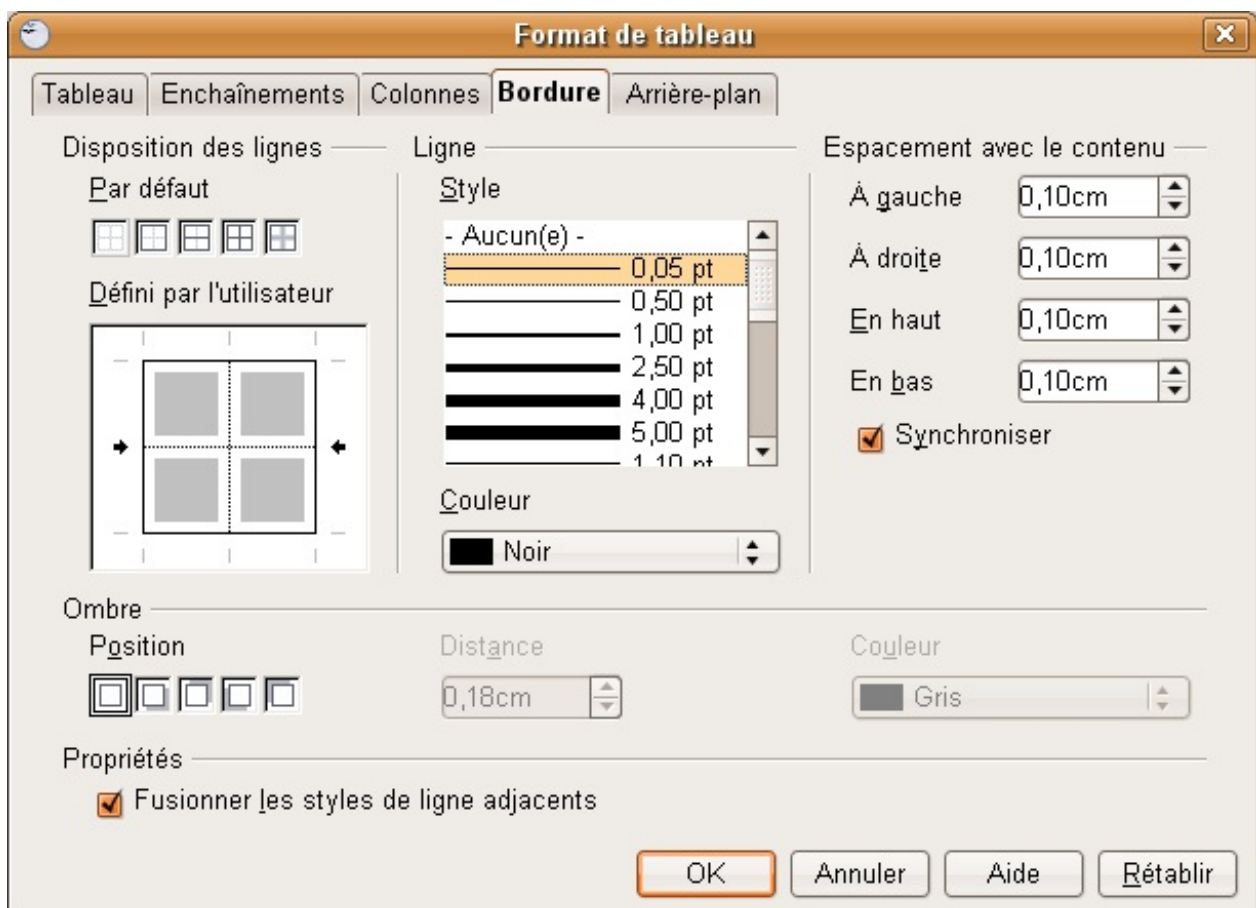 Format de tableau
Tableau
Enchaînements
Colonnes
Bordure
Arrière-plan
Disposition des lignes
Par défaut
Défini par l'utilisateur
Ligne
Style
- Aucun(e) -
0,05 pt
0,50 pt
1,00 pt
2,50 pt
4,00 pt
5,00 pt
1,10 pt
Couleur
Noir
Espacement avec le contenu
À gauche
0,10cm
À droite
0,10cm
En haut
0,10cm
En bas
0,10cm
Synchroniser
Ombre
Position
Distance
0,18cm
Couleur
Gris
Propriétés
Fusionner les styles de ligne adjacents
OK
Annuler
Aide
Rétablir